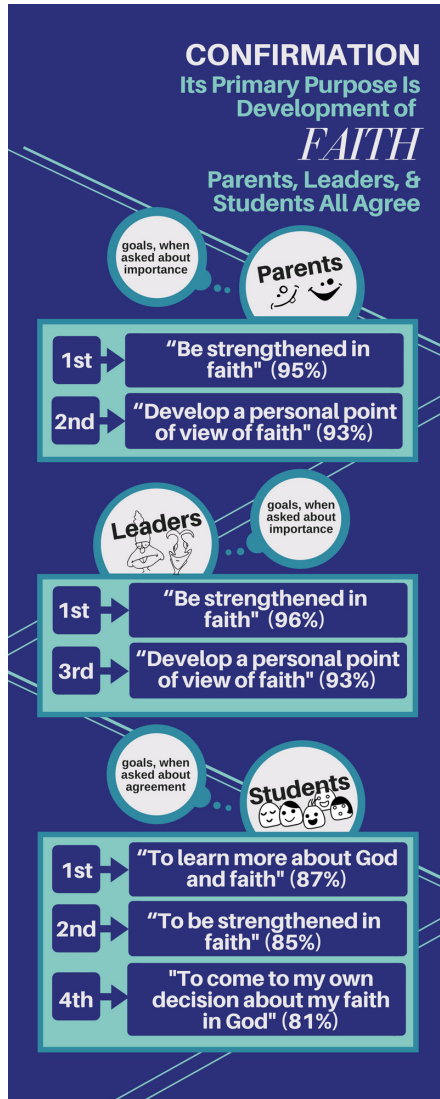 CONFIRMATION
Its Primary Purpose Is
Development of
FAITH
Parents, Leaders, &
Students All Agree
goals, when
asked about
importance
Parents
1st
“Be strengthened in
faith" (95%)
2nd
“Develop a personal point
of view of faith" (93%)
Leaders
goals, when
asked about
importance
1st
“Be strengthened in
faith" (96%)
3rd
“Develop a personal point
of view of faith" (93%)
goals, when
asked about
agreement
Students
1st
“To learn more about God
and faith" (87%)
2nd
“To be strengthened in
faith" (85%)
4th
"To come to my own
decision about my faith
in God" (81%)